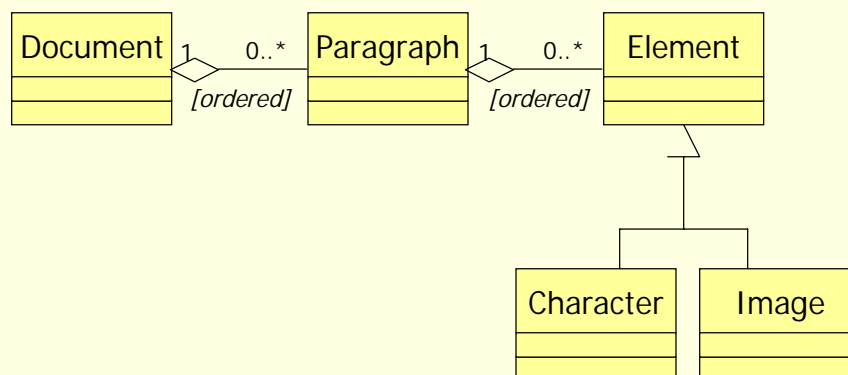 Document
1
0..*
[ordered]
Paragraph
1
0..*
[ordered]
Element
Character
Image